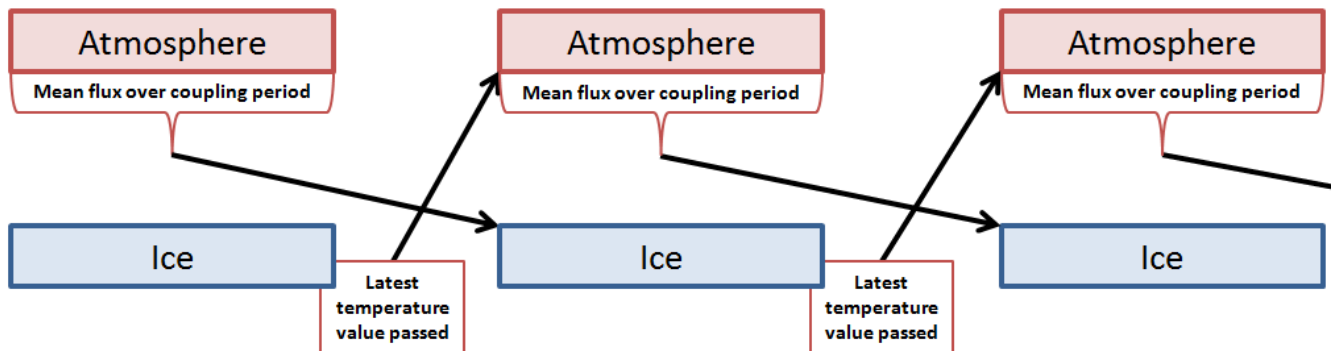 Atmosphere
Mean flux over coupling period
Atmosphere
Mean flux over coupling period
Atmosphere
Mean flux over coupling period
Ice
Latest
temperature
value passed
Ice
Latest
temperature
value passed
Ice